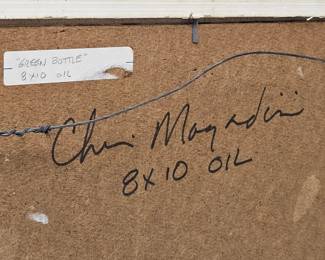 "GREEN BOTTLE"
8X10 OIL
Chris Magadini
8X10 OIL